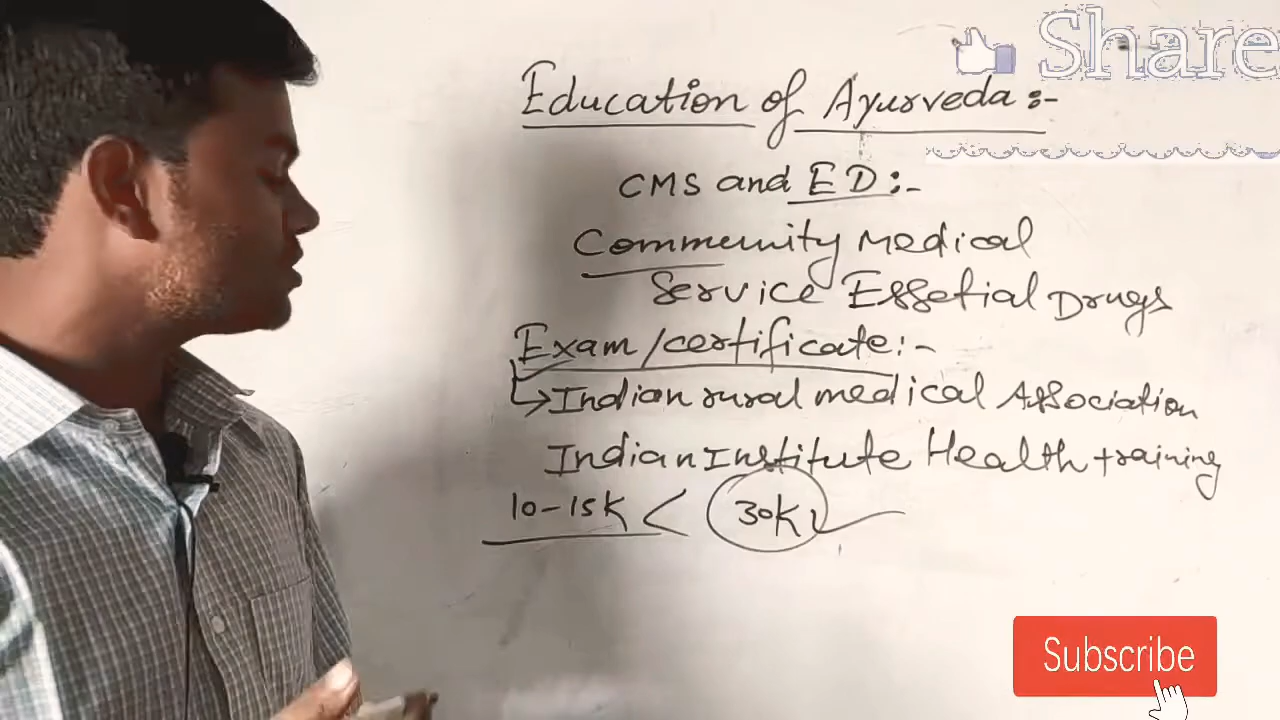 Share
Education of Ayurveda :-
CMS and ED :-
Community Medical
Service Essetial Drugs
Exam/certificate :-
Indian rural medical Association
Indian Institute Health training
10-15K < 30K
Subscribe